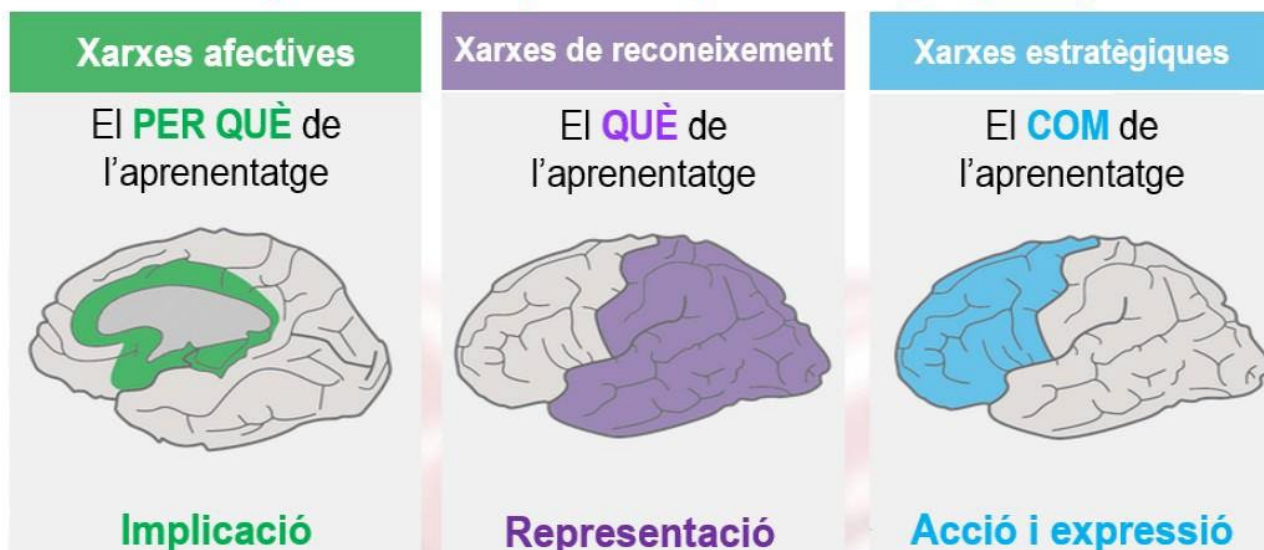 Xarxes afectives
El PER QUÈ de
l'aprenentatge
Implicació
Xarxes de reconeixement
El QUÈ de
l'aprenentatge
Representació
Xarxes estratègiques
El COM de
l'aprenentatge
Acció i expressió